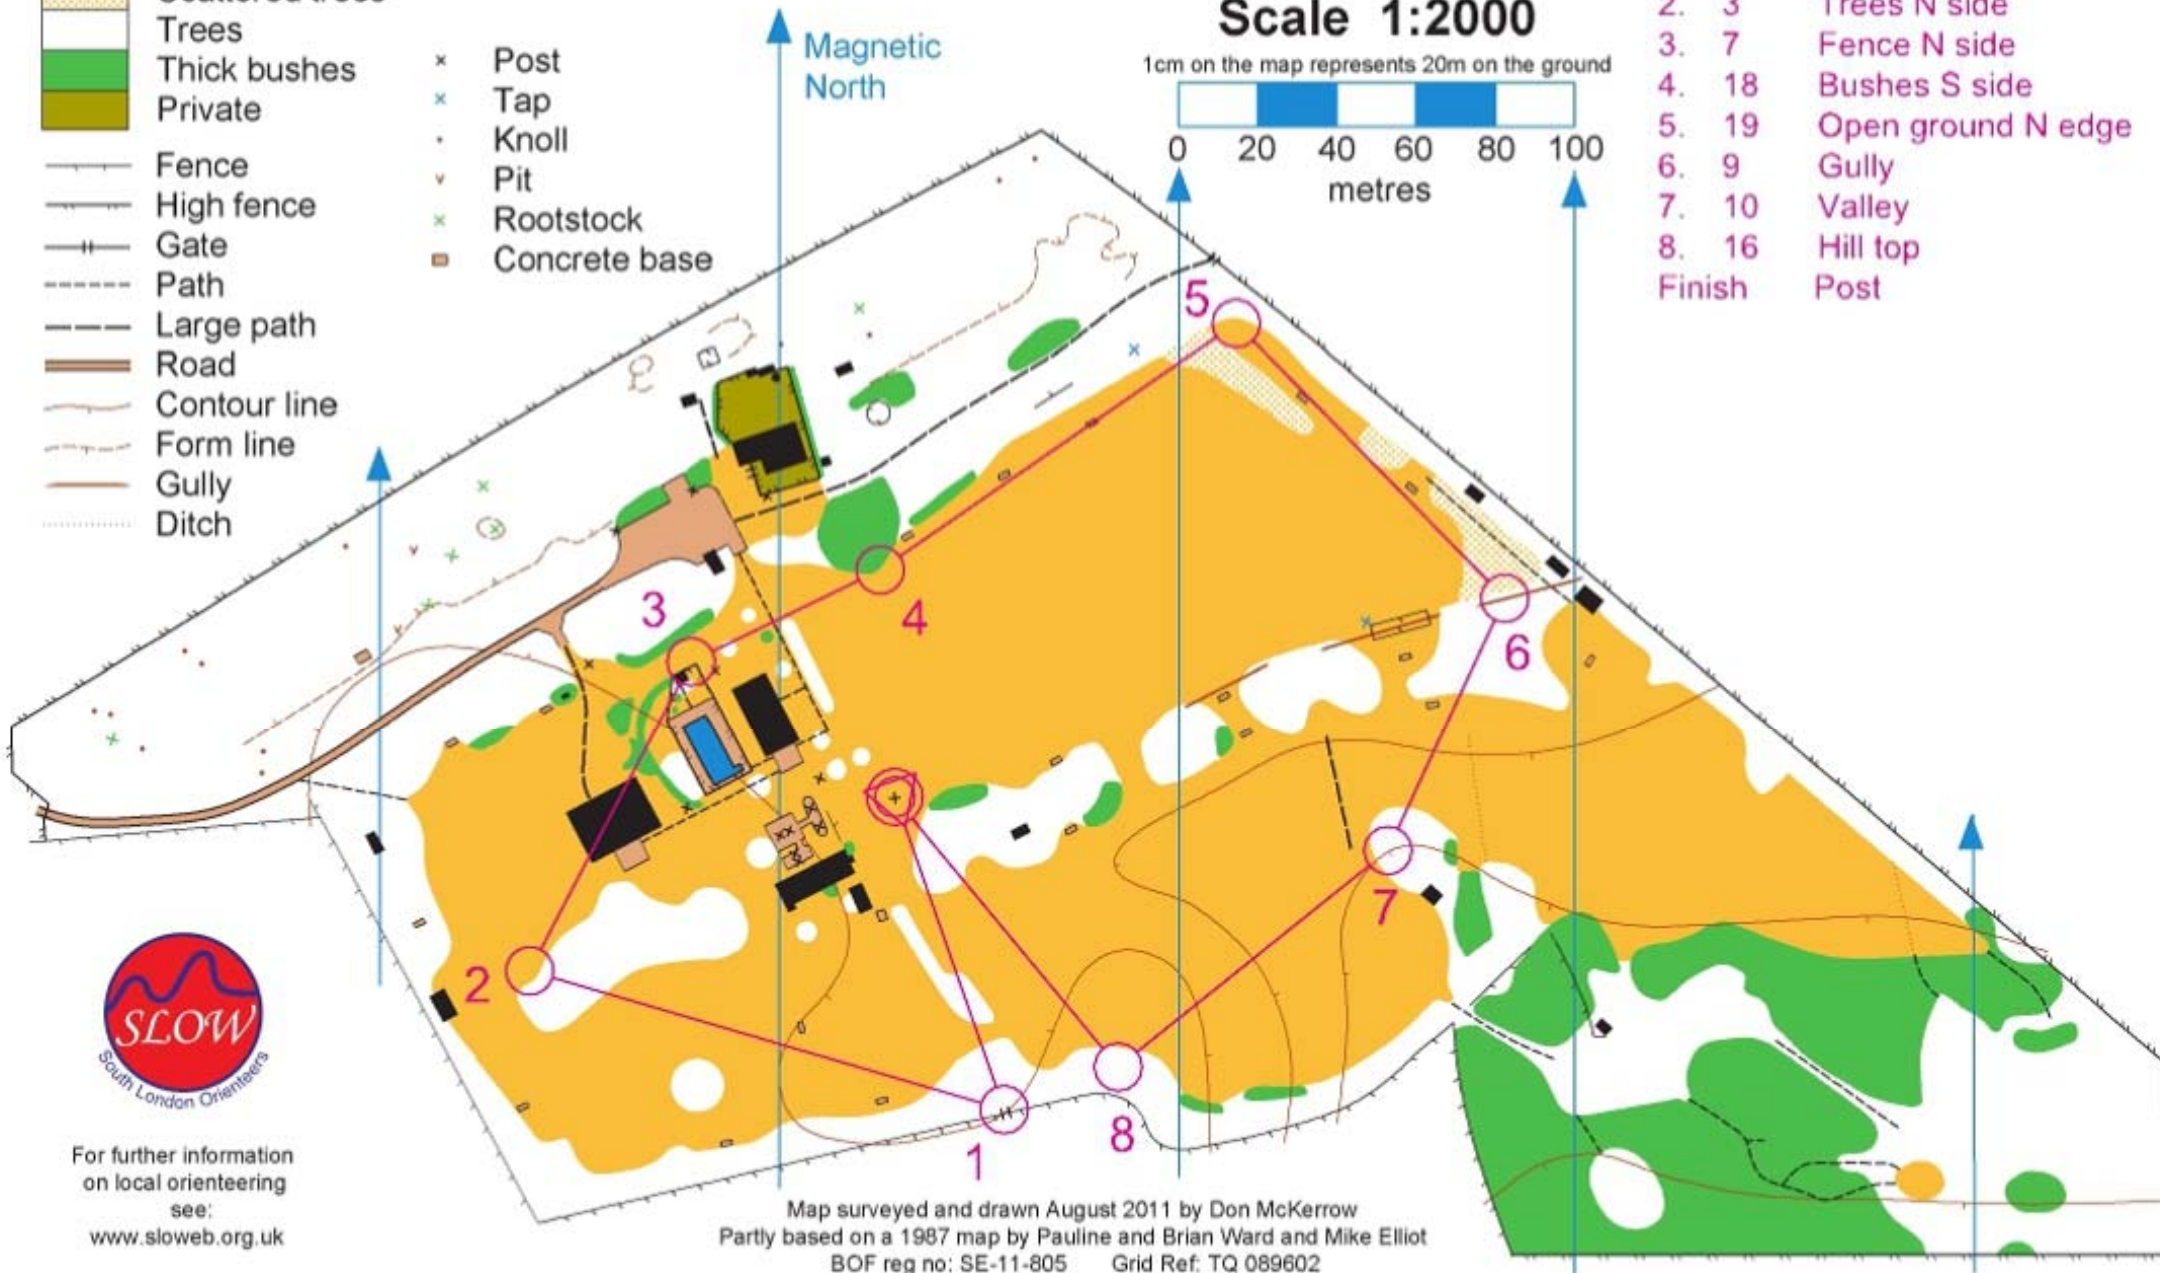 Trees
Thick bushes
Private
Fence
High fence
Gate
Path
Large path
Road
Contour line
Form line
Gully
Ditch
Post
Tap
Knoll
Pit
Rootstock
Concrete base
Magnetic
North
Scale 1:2000
1cm on the map represents 20m on the ground
0 20 40 60 80 100
metres
2. 3 Trees N side
3. 7 Fence N side
4. 18 Bushes S side
5. 19 Open ground N edge
6. 9 Gully
7. 10 Valley
8. 16 Hill top
Finish Post
5
3
4
6
7
2
1
8
SLOW
South London Orienteers
For further information
on local orienteering
see:
www.sloweb.org.uk
Map surveyed and drawn August 2011 by Don McKerrow
Partly based on a 1987 map by Pauline and Brian Ward and Mike Elliot
BOF reg no: SE-11-805 Grid Ref: TQ 089602